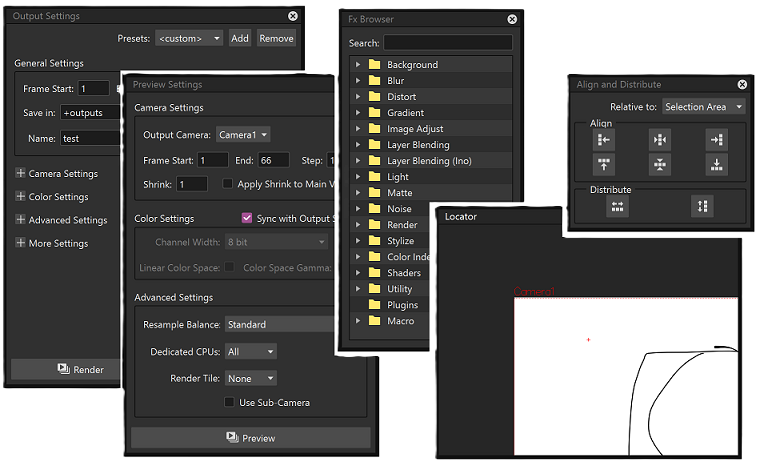 Output Settings
Presets: <custom> Add Remove
General Settings
Frame Start: 1
Save in: +outputs
Name: test
Camera Settings
Color Settings
Advanced Settings
More Settings
Render
Preview Settings
Camera Settings
Output Camera: Camera1
Frame Start: 1 End: 66 Step: 1
Shrink: 1 Apply Shrink to Main V
Color Settings Sync with Output S
Channel Width: 8 bit
Linear Color Space: Color Space Gamma:
Advanced Settings
Resample Balance: Standard
Dedicated CPUs: All
Render Tile: None
Use Sub-Camera
Preview
Fx Browser
Search:
Background
Blur
Distort
Gradient
Image Adjust
Layer Blending
Layer Blending (Ino)
Light
Matte
Noise
Render
Stylize
Color Inde
Shaders
Utility
Plugins
Macro
Align and Distribute
Relative to: Selection Area
Align
Distribute
Locator
Camera1